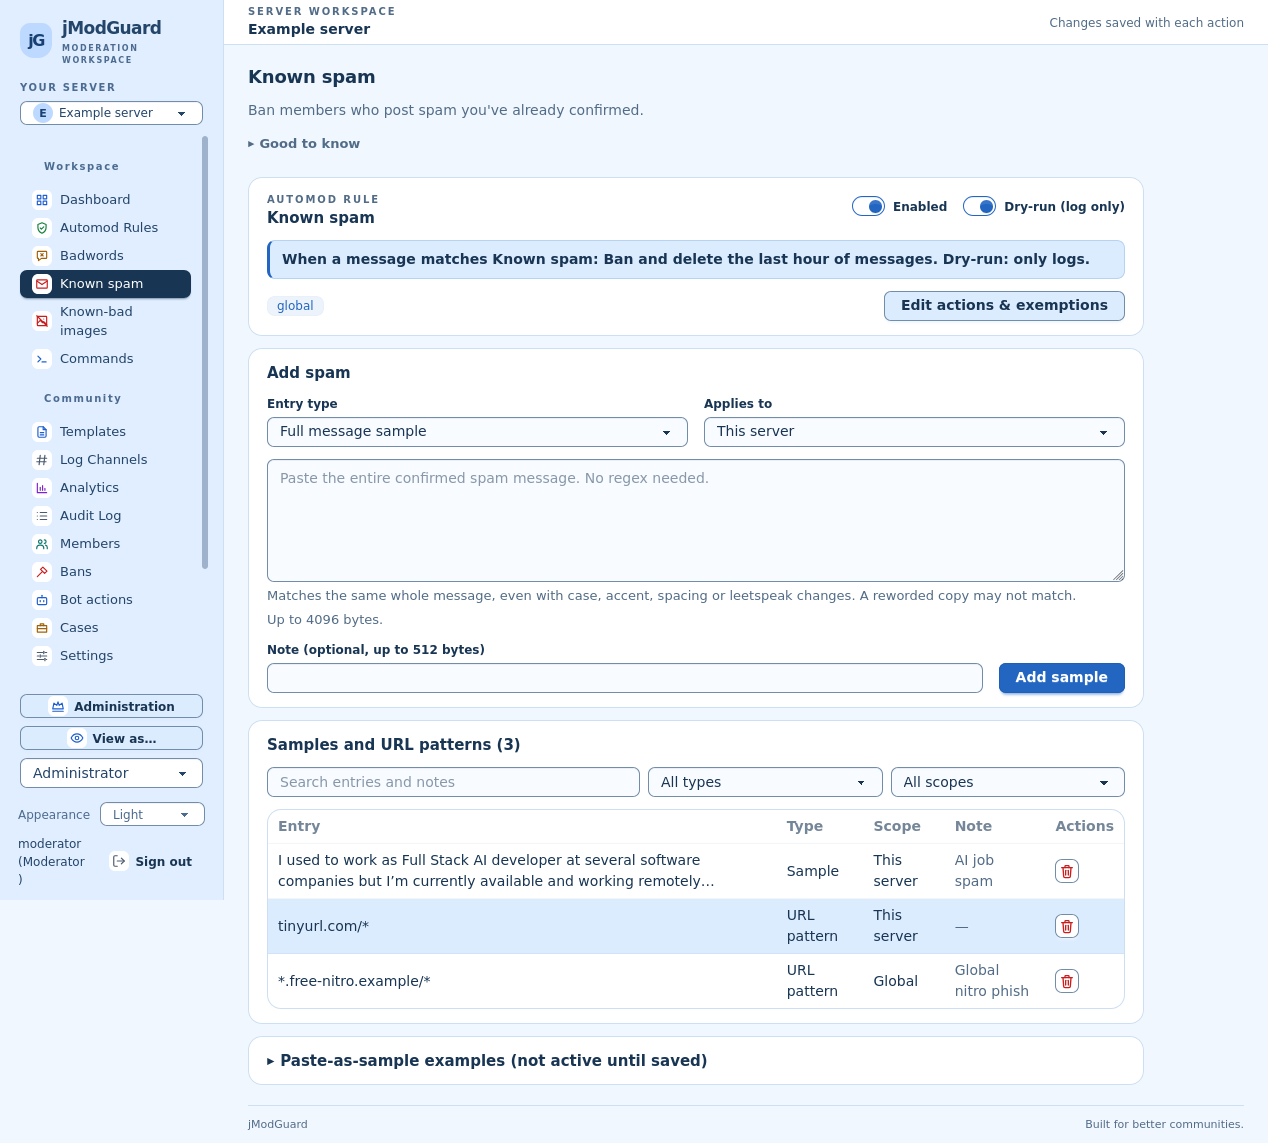 jG
jModGuard
MODERATION
WORKSPACE
YOUR SERVER
E Example server
Workspace
Dashboard
Automod Rules
Badwords
Known spam
Known-bad
images
Commands
Community
Templates
Log Channels
Analytics
Audit Log
Members
Bans
Bot actions
Cases
Settings
Administration
View as…
Administrator
Appearance Light
moderator
(Moderator
)
Sign out
SERVER WORKSPACE
Example server
Changes saved with each action
Known spam
Ban members who post spam you've already confirmed.
▸ Good to know
AUTOMOD RULE
Known spam
Enabled Dry-run (log only)
When a message matches Known spam: Ban and delete the last hour of messages. Dry-run: only logs.
global
Edit actions & exemptions
Add spam
Entry type Applies to
Full message sample This server
Paste the entire confirmed spam message. No regex needed.
Matches the same whole message, even with case, accent, spacing or leetspeak changes. A reworded copy may not match.
Up to 4096 bytes.
Note (optional, up to 512 bytes)
Add sample
Samples and URL patterns (3)
Search entries and notes All types All scopes
Entry Type Scope Note Actions
I used to work as Full Stack AI developer at several software
companies but I’m currently available and working remotely…
Sample
This
server
AI job
spam
tinyurl.com/*
URL
pattern
This
server
—
*.free-nitro.example/*
URL
pattern
Global
Global
nitro phish
▸ Paste-as-sample examples (not active until saved)
jModGuard
Built for better communities.